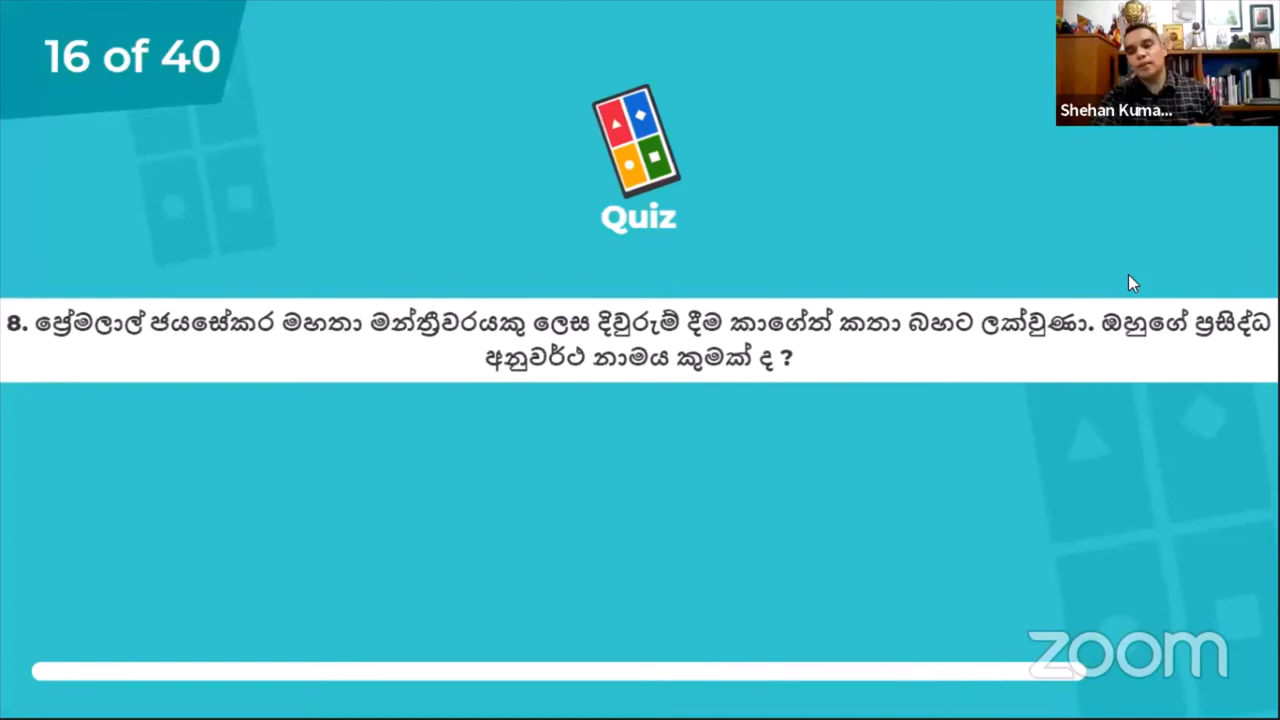 16 of 40
Shehan Kuma...
Quiz
8. ප්‍රේමලාල් ජයසේකර මහතා මන්ත්‍රීවරයකු ලෙස දිවුරුම් දීම කාගේත් කතා බහට ලක්වුණා. ඔහුගේ ප්‍රසිද්ධ
අනුවර්ථ නාමය කුමක් ද ?
zoom